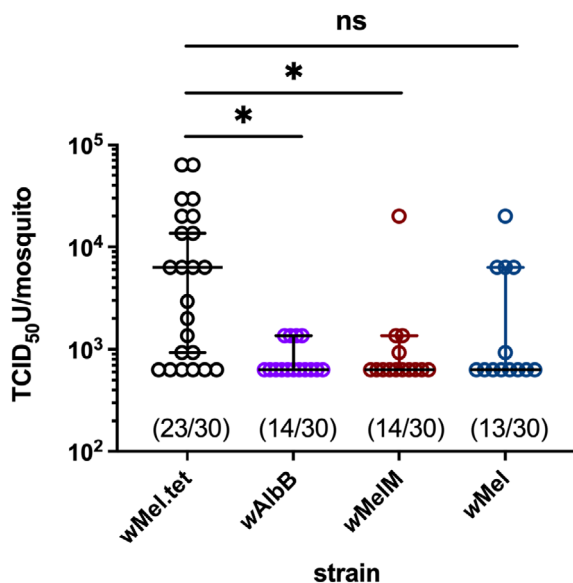 ns
*
*
TCID50U/mosquito
10^5
10^4
10^3
10^2
(23/30) (14/30) (14/30) (13/30)
wMel.tet wAlbB wMelM wMel
strain